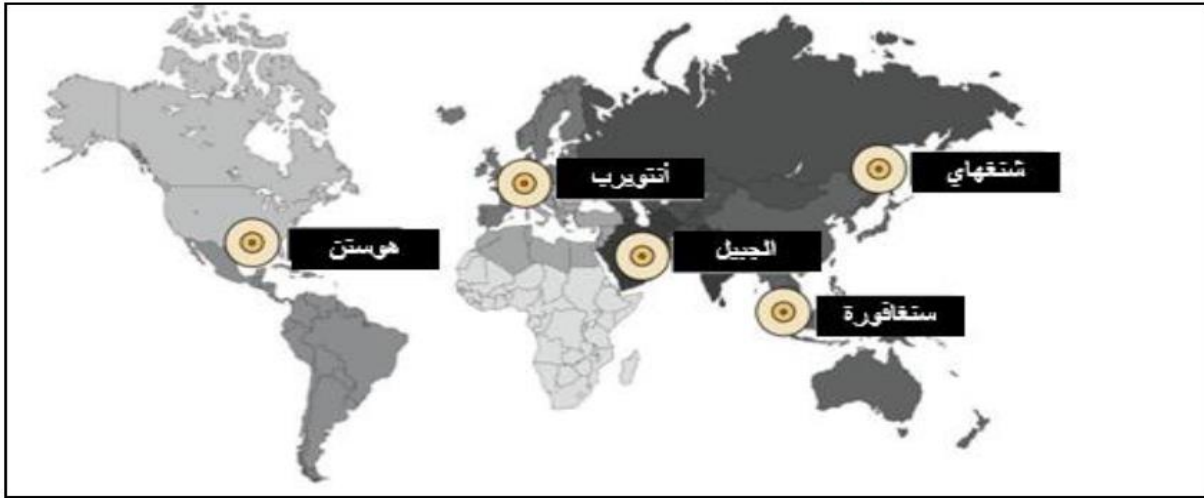 شنغهاي
أنتويرب
هوستن
الجبيل
سنغافورة